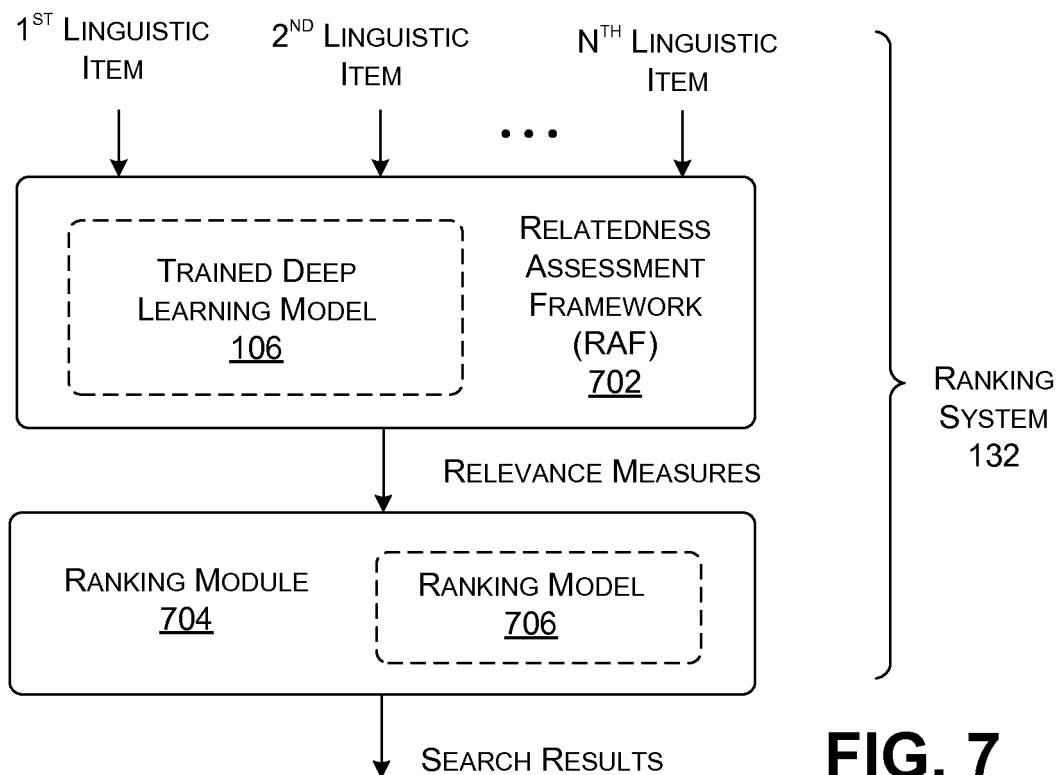 1ST LINGUISTIC
ITEM
2ND LINGUISTIC
ITEM
NTH LINGUISTIC
ITEM
• • •
TRAINED DEEP
LEARNING MODEL
106
RELATEDNESS
ASSESSMENT
FRAMEWORK
(RAF)
702
RELEVANCE MEASURES
RANKING
SYSTEM
132
RANKING MODULE
704
RANKING MODEL
706
SEARCH RESULTS
FIG. 7